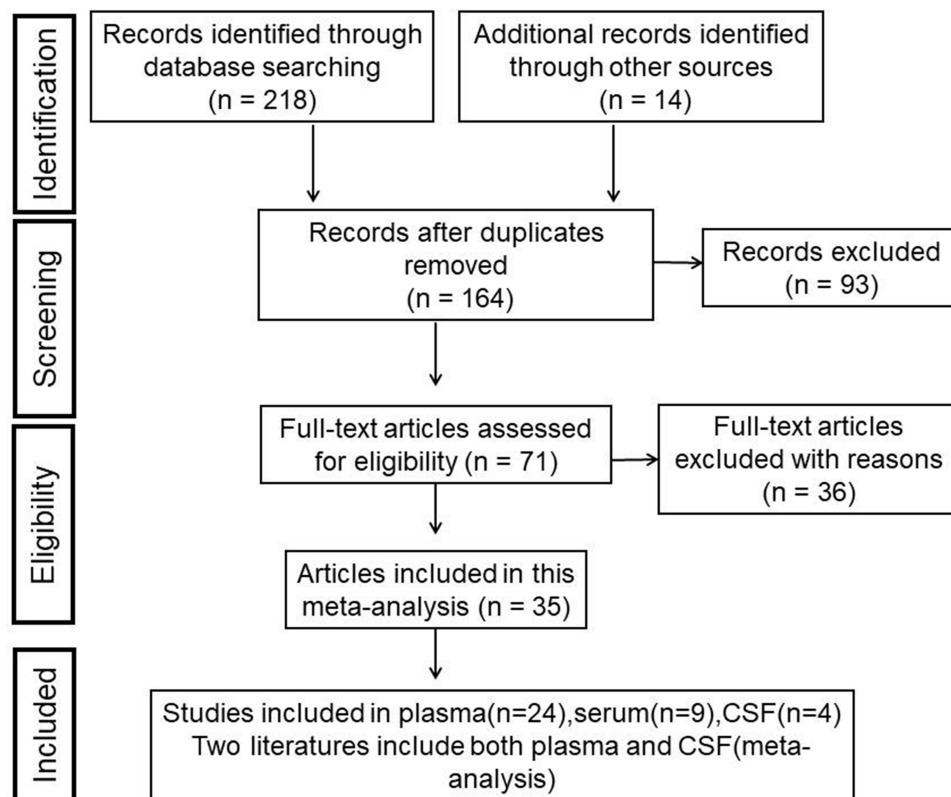 Identification
Records identified through
database searching
(n = 218)
Additional records identified
through other sources
(n = 14)
Screening
Records after duplicates
removed
(n = 164)
Records excluded
(n = 93)
Eligibility
Full-text articles assessed
for eligibility (n = 71)
Full-text articles
excluded with reasons
(n = 36)
Articles included in this
meta-analysis (n = 35)
Included
Studies included in plasma(n=24),serum(n=9),CSF(n=4)
Two literatures include both plasma and CSF(meta-
analysis)